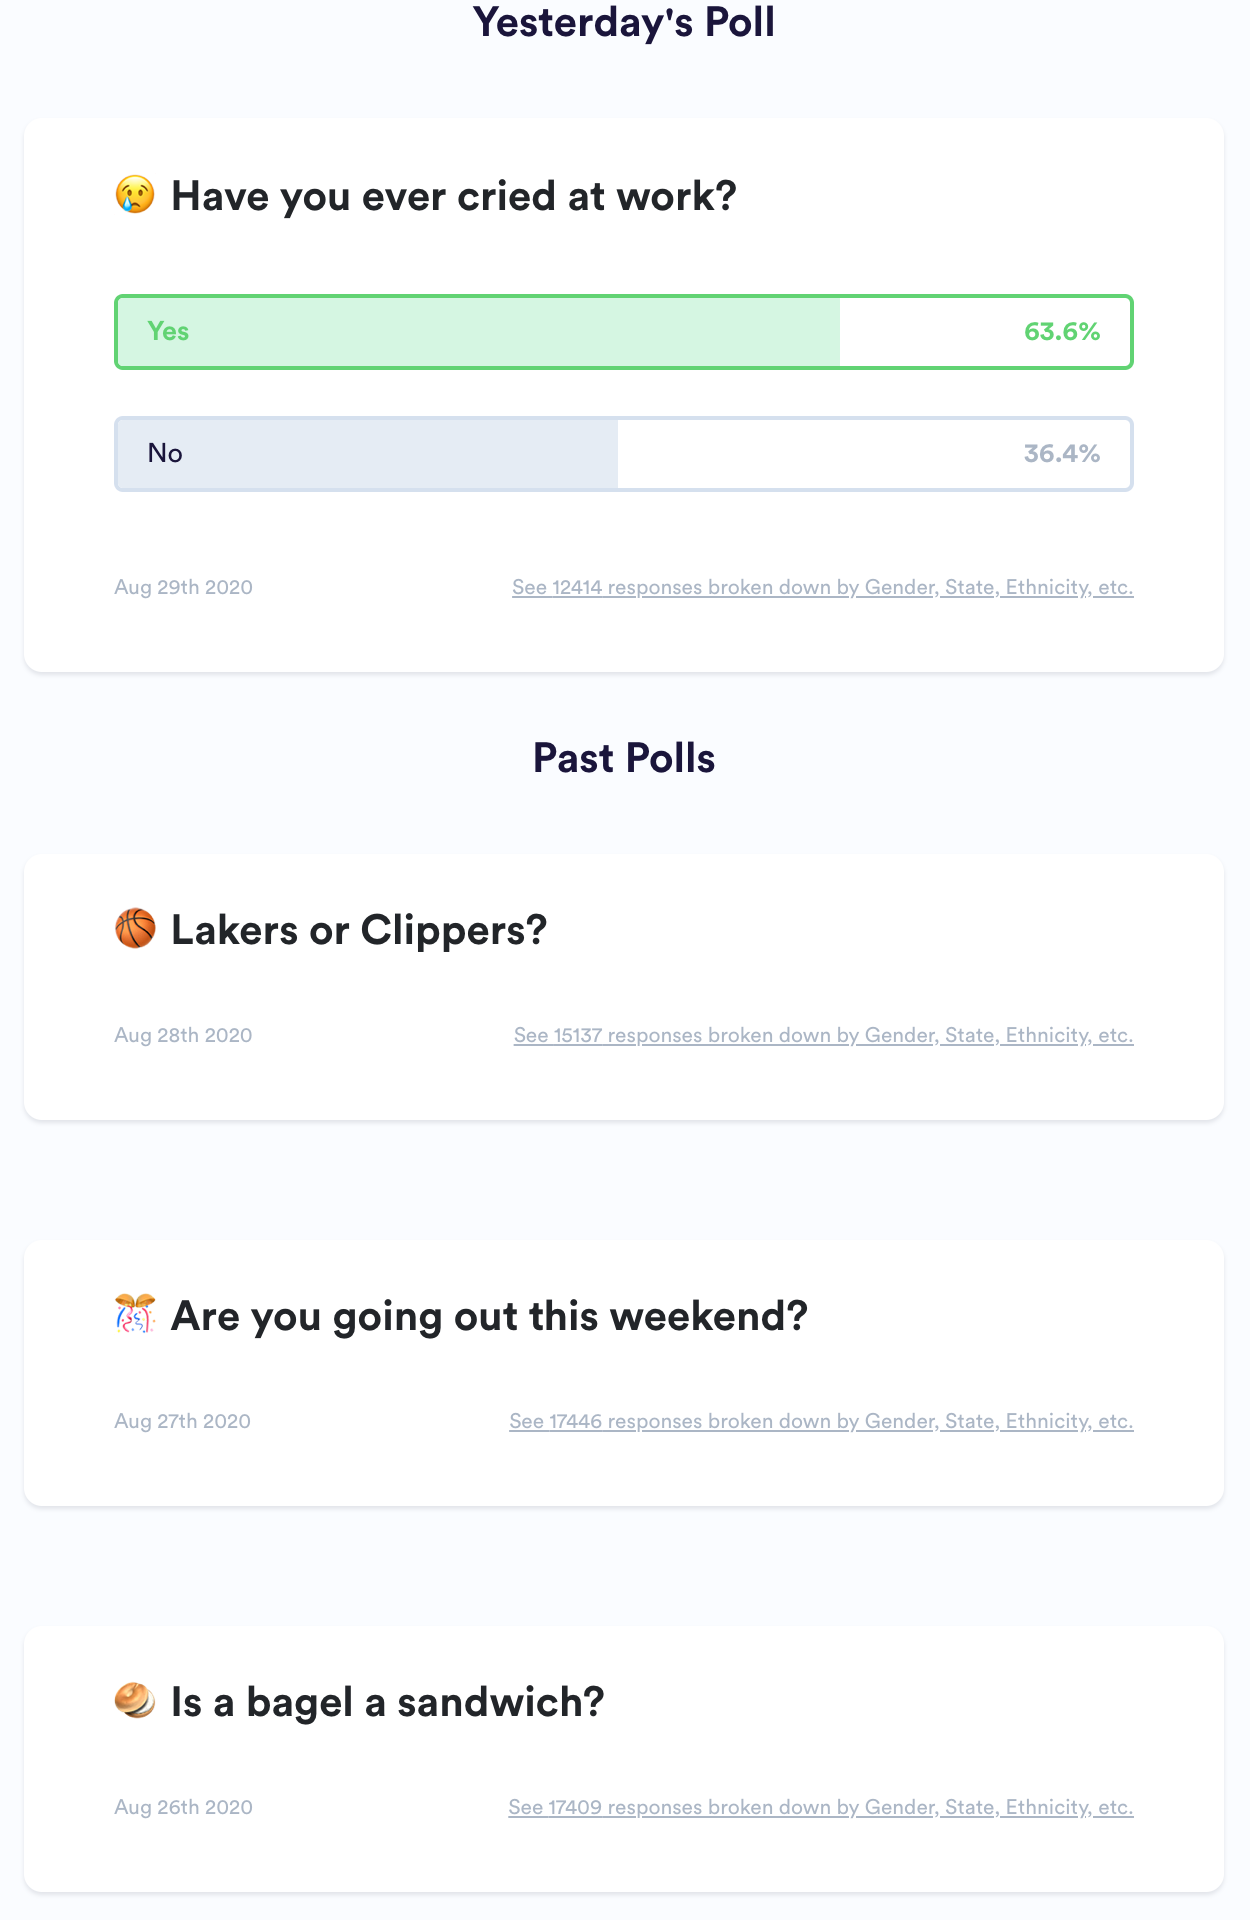 Yesterday's Poll
😢 Have you ever cried at work?
Yes 63.6%
No 36.4%
Aug 29th 2020 See 12414 responses broken down by Gender, State, Ethnicity, etc.
Past Polls
🏀 Lakers or Clippers?
Aug 28th 2020 See 15137 responses broken down by Gender, State, Ethnicity, etc.
🎊 Are you going out this weekend?
Aug 27th 2020 See 17446 responses broken down by Gender, State, Ethnicity, etc.
🥯 Is a bagel a sandwich?
Aug 26th 2020 See 17409 responses broken down by Gender, State, Ethnicity, etc.